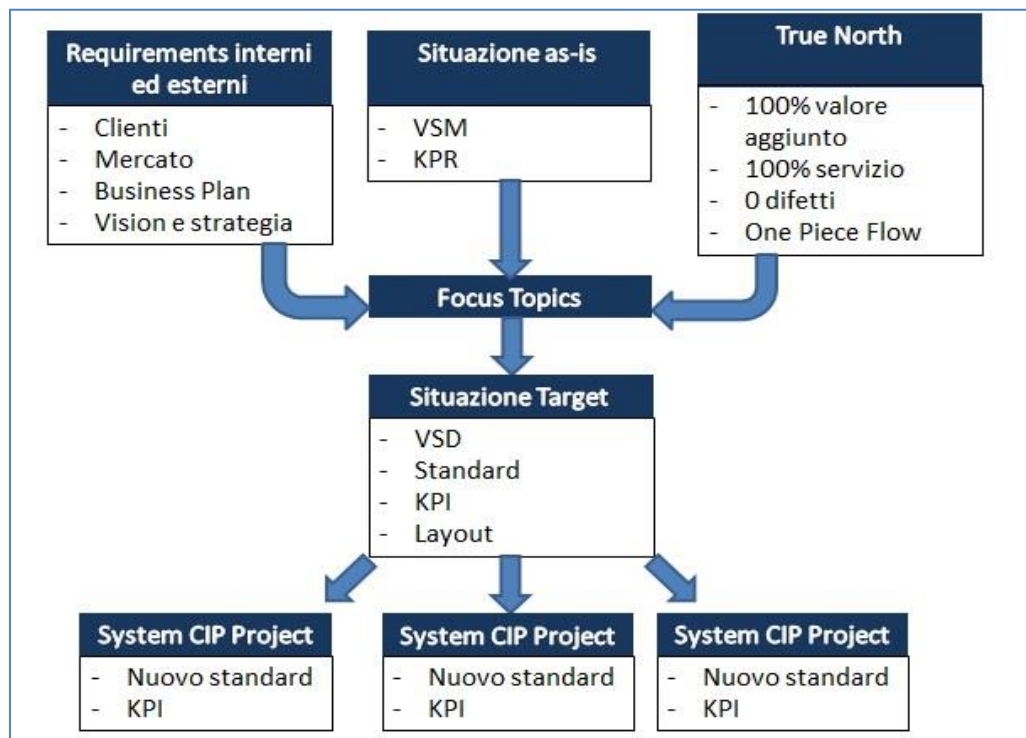 Requirements interni
ed esterni
- Clienti
- Mercato
- Business Plan
- Vision e strategia
Situazione as-is
- VSM
- KPR
True North
- 100% valore
aggiunto
- 100% servizio
- 0 difetti
- One Piece Flow
Focus Topics
Situazione Target
- VSD
- Standard
- KPI
- Layout
System CIP Project
- Nuovo standard
- KPI
System CIP Project
- Nuovo standard
- KPI
System CIP Project
- Nuovo standard
- KPI